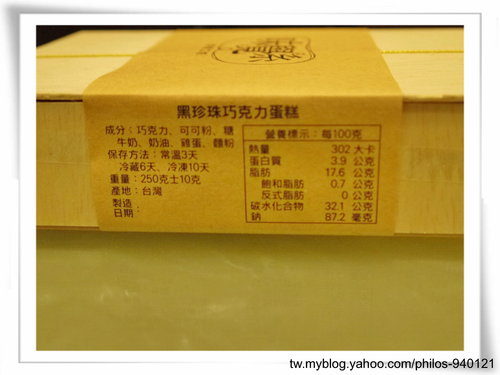 黑珍珠巧克力蛋糕
成分：巧克力、可可粉、糖
牛奶、奶油、雞蛋、麵粉
保存方法：常溫3天
冷藏6天、冷凍10天
重量：250克士10克
產地：台灣
製造
日期：
營養標示：每100克
熱量 302 大卡
蛋白質 3.9 公克
脂肪 17.6 公克
飽和脂肪 0.7 公克
反式脂肪 0 公克
碳水化合物 32.1 公克
鈉 87.2 毫克
tw.myblog.yahoo.com/philos-940121